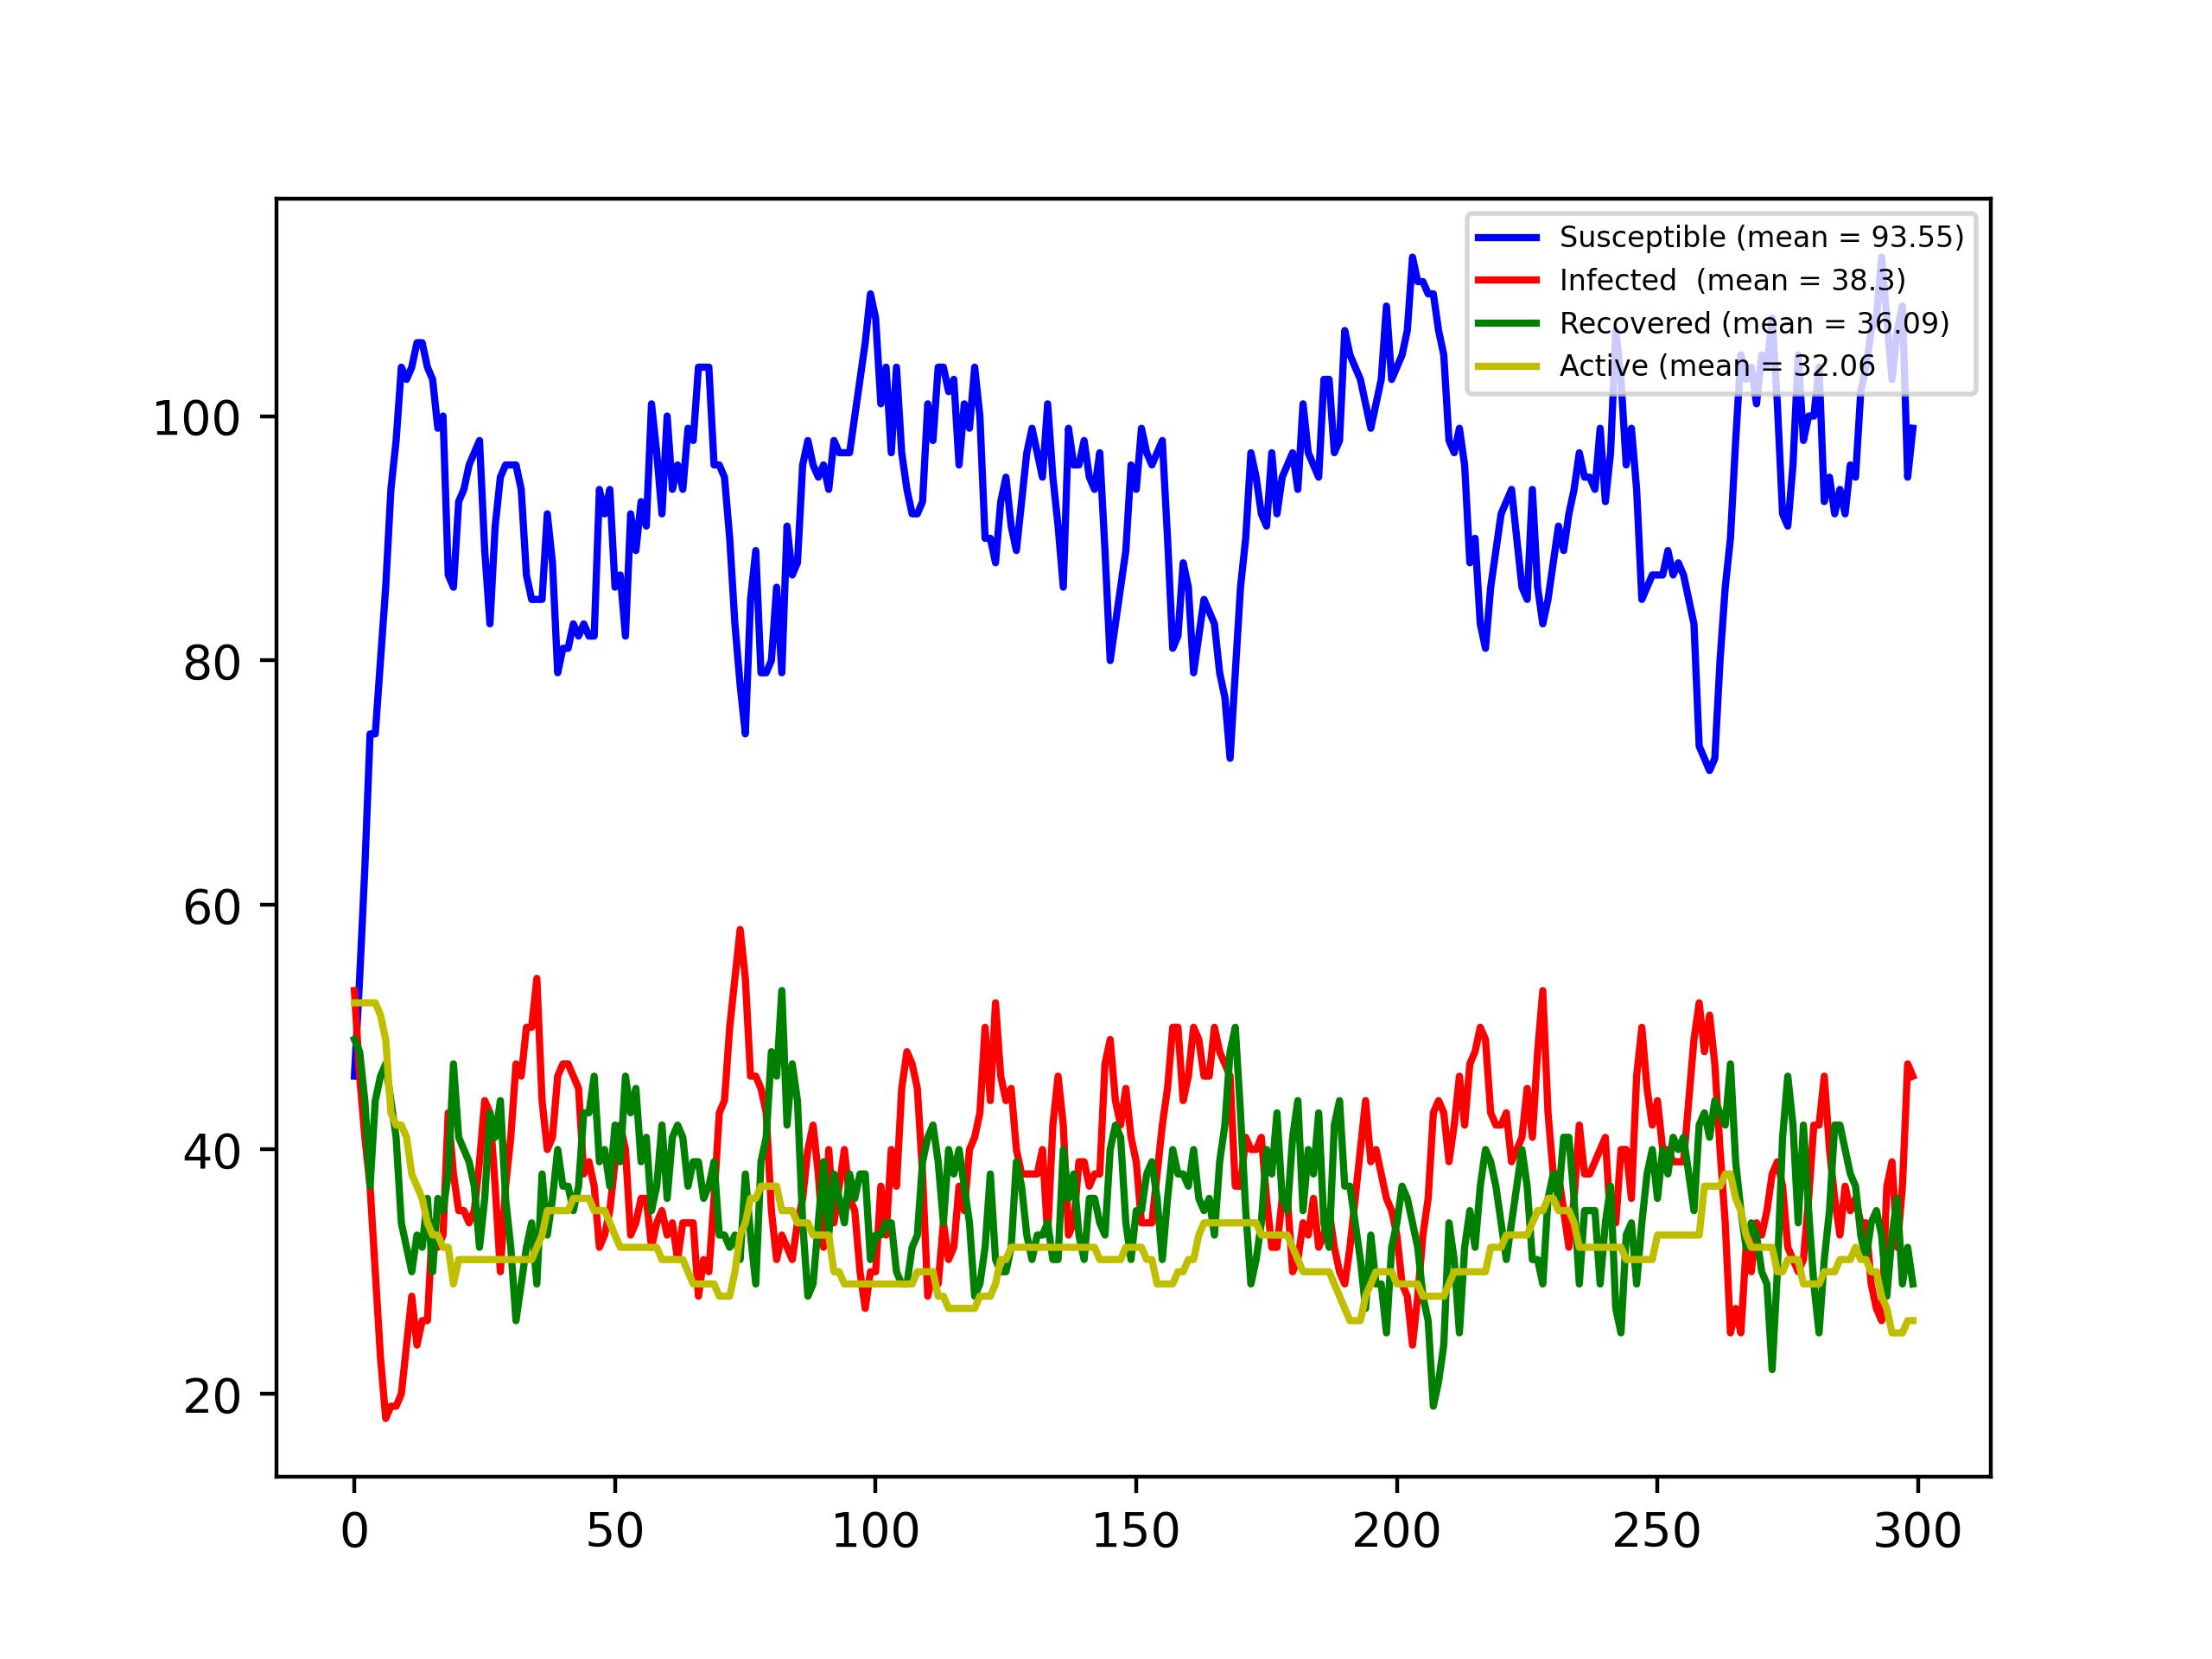 Susceptible (mean = 93.55)
Infected  (mean = 38.3)
Recovered (mean = 36.09)
Active (mean = 32.06
100
80
60
40
20
0 50 100 150 200 250 300